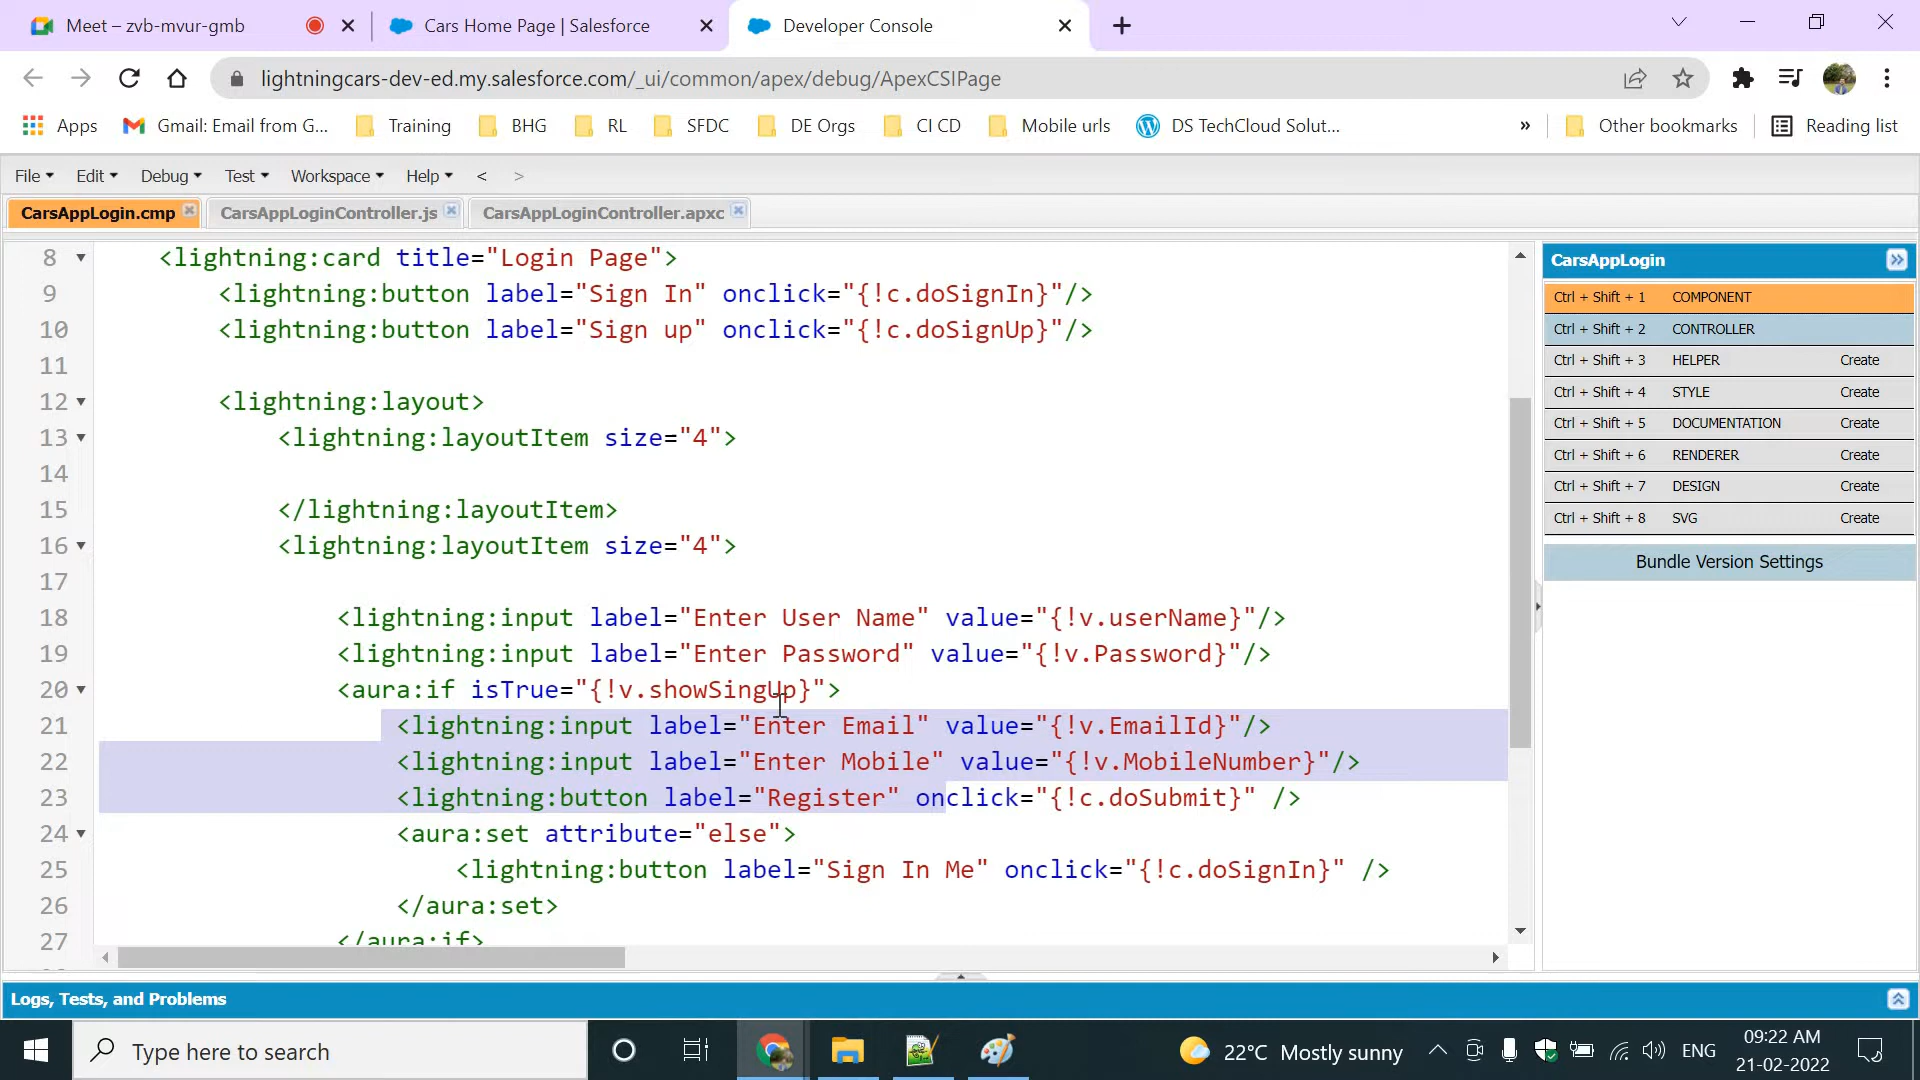 Meet – zvb-mvur-gmb
Cars Home Page | Salesforce
Developer Console
lightningcars-dev-ed.my.salesforce.com/_ui/common/apex/debug/ApexCSIPage
Apps
Gmail: Email from G...
Training
BHG
RL
SFDC
DE Orgs
CI CD
Mobile urls
DS TechCloud Solut...
»
Other bookmarks
Reading list
File Edit Debug Test Workspace Help < >
CarsAppLogin.cmp
CarsAppLoginController.js
CarsAppLoginController.apxc
8 <lightning:card title="Login Page">
9 <lightning:button label="Sign In" onclick="{!c.doSignIn}"/>
10 <lightning:button label="Sign up" onclick="{!c.doSignUp}"/>
11
12 <lightning:layout>
13 <lightning:layoutItem size="4">
14
15 </lightning:layoutItem>
16 <lightning:layoutItem size="4">
17
18 <lightning:input label="Enter User Name" value="{!v.userName}"/>
19 <lightning:input label="Enter Password" value="{!v.Password}"/>
20 <aura:if isTrue="{!v.showSingUp}">
21 <lightning:input label="Enter Email" value="{!v.EmailId}"/>
22 <lightning:input label="Enter Mobile" value="{!v.MobileNumber}"/>
23 <lightning:button label="Register" onclick="{!c.doSubmit}" />
24 <aura:set attribute="else">
25 <lightning:button label="Sign In Me" onclick="{!c.doSignIn}" />
26 </aura:set>
27 </aura:if>
CarsAppLogin
Ctrl + Shift + 1 COMPONENT
Ctrl + Shift + 2 CONTROLLER
Ctrl + Shift + 3 HELPER Create
Ctrl + Shift + 4 STYLE Create
Ctrl + Shift + 5 DOCUMENTATION Create
Ctrl + Shift + 6 RENDERER Create
Ctrl + Shift + 7 DESIGN Create
Ctrl + Shift + 8 SVG Create
Bundle Version Settings
Logs, Tests, and Problems
Type here to search
22°C Mostly sunny
ENG
09:22 AM
21-02-2022